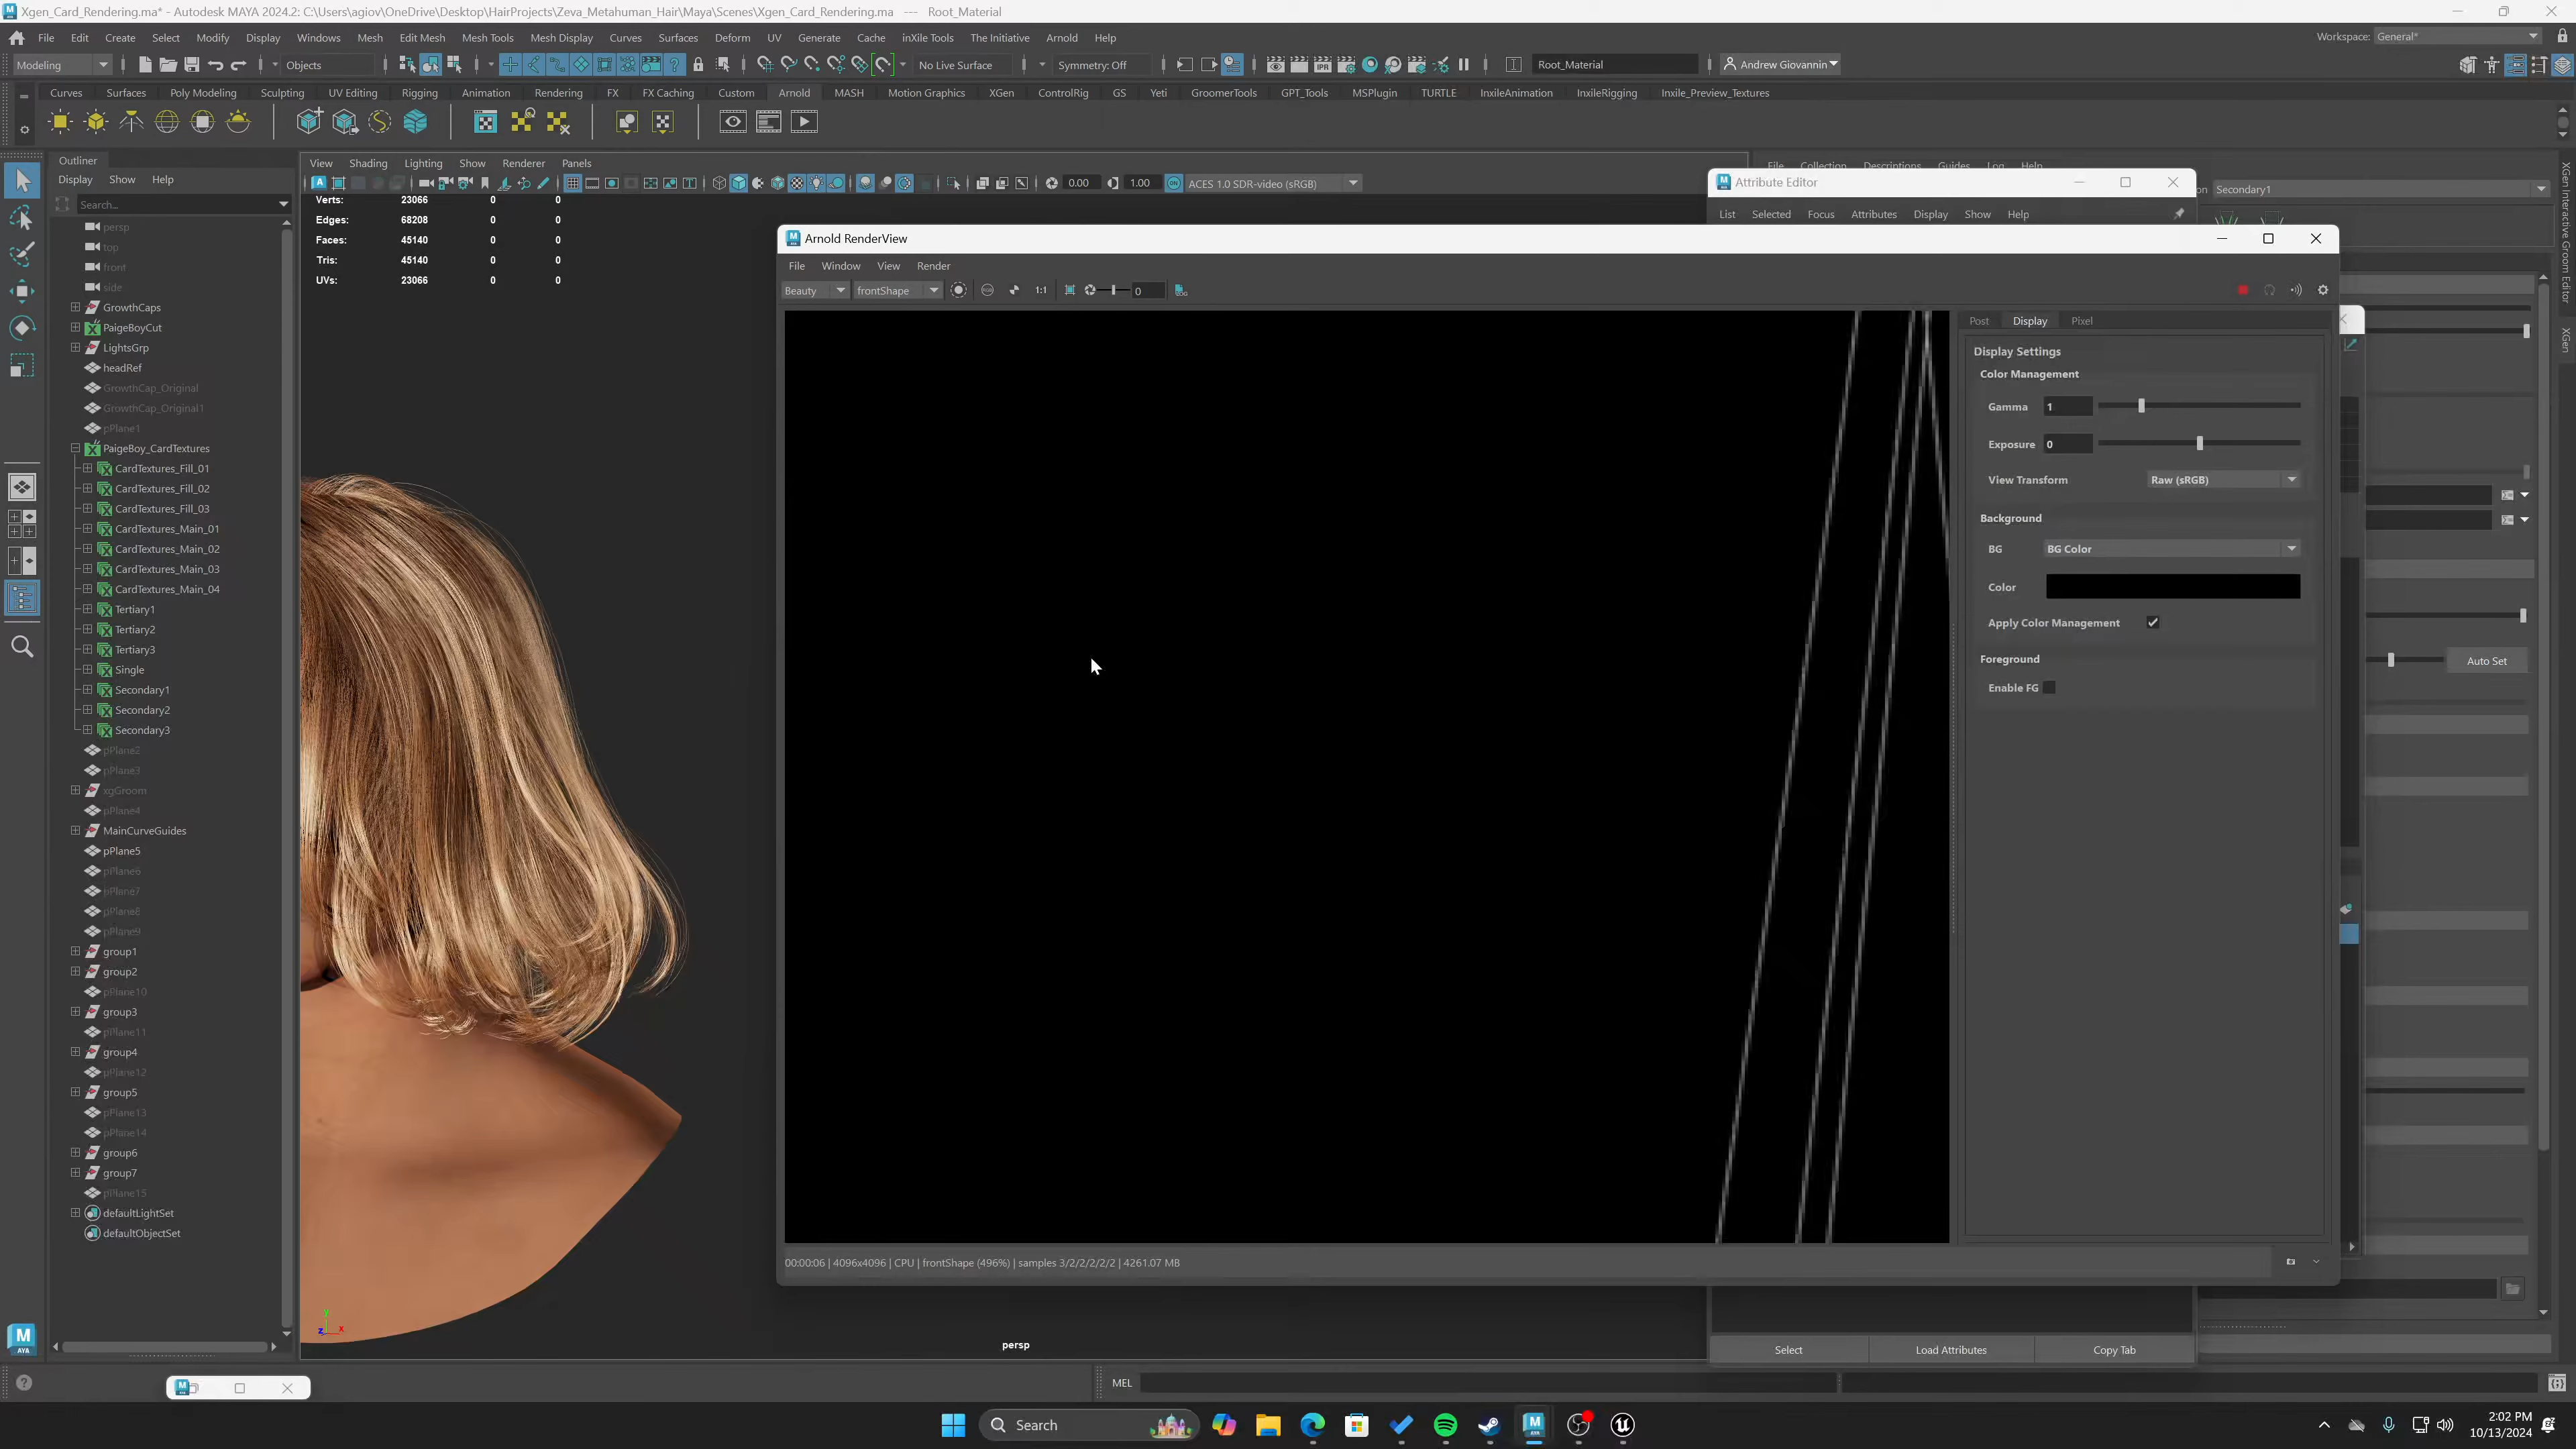 Xgen_Card_Rendering.ma* - Autodesk MAYA 2024.2: C:\Users\agiov\OneDrive\Desktop\HairProjects\Zeva_Metahuman_Hair\Maya\Scenes\Xgen_Card_Rendering.ma --- Root_Material
File Edit Create Select Modify Display Windows Mesh Edit Mesh Mesh Tools Mesh Display Curves Surfaces Deform UV Generate Cache inXile Tools The Initiative Arnold Help
Workspace: General*
Modeling
Objects
No Live Surface
Symmetry: Off
Root_Material
Andrew Giovannin
Curves Surfaces Poly Modeling Sculpting UV Editing Rigging Animation Rendering FX FX Caching Custom Arnold MASH Motion Graphics XGen ControlRig GS Yeti GroomerTools GPT_Tools MSPlugin TURTLE InxileAnimation InxileRigging Inxile_Preview_Textures
Outliner
Display Show Help
Search...
persp
top
front
side
GrowthCaps
PaigeBoyCut
LightsGrp
headRef
GrowthCap_Original
GrowthCap_Original1
pPlane1
PaigeBoy_CardTextures
CardTextures_Fill_01
CardTextures_Fill_02
CardTextures_Fill_03
CardTextures_Main_01
CardTextures_Main_02
CardTextures_Main_03
CardTextures_Main_04
Tertiary1
Tertiary2
Tertiary3
Single
Secondary1
Secondary2
Secondary3
pPlane2
pPlane3
xgGroom
pPlane4
MainCurveGuides
pPlane5
pPlane6
pPlane7
pPlane8
pPlane9
group1
group2
pPlane10
group3
pPlane11
group4
pPlane12
group5
pPlane13
pPlane14
group6
group7
pPlane15
defaultLightSet
defaultObjectSet
View Shading Lighting Show Renderer Panels
0.00
1.00
ACES 1.0 SDR-video (sRGB)
Verts: 23066 0 0
Edges: 68208 0 0
Faces: 45140 0 0
Tris: 45140 0 0
UVs: 23066 0 0
persp
File Collection Descriptions Guides Log Help
Secondary1
Attribute Editor
List Selected Focus Attributes Display Show Help
Arnold RenderView
File Window View Render
Beauty
frontShape
1:1
0
Post Display Pixel
Display Settings
Color Management
Gamma 1
Exposure 0
View Transform Raw (sRGB)
Background
BG BG Color
Color
Apply Color Management
Foreground
Enable FG
00:00:06 | 4096x4096 | CPU | frontShape (496%) | samples 3/2/2/2/2/2 | 4261.07 MB
Auto Set
XGen Interactive Groom Editor
XGen
Select Load Attributes Copy Tab
MEL
Search
2:02 PM
10/13/2024